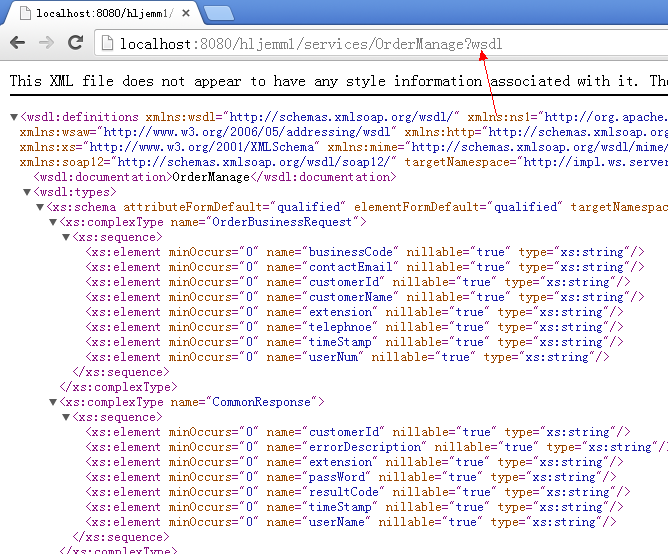 localhost:8080/hljemm1/
localhost:8080/hljemm1/services/OrderManage?wsdl
This XML file does not appear to have any style information associated with it. The
<wsdl:definitions xmlns:wsdl="http://schemas.xmlsoap.org/wsdl/" xmlns:ns1="http://org.apache.
xmlns:wsaw="http://www.w3.org/2006/05/addressing/wsdl" xmlns:http="http://schemas.xmlsoap.or
xmlns:xs="http://www.w3.org/2001/XMLSchema" xmlns:mime="http://schemas.xmlsoap.org/wsdl/mime/
xmlns:soap12="http://schemas.xmlsoap.org/wsdl/soap12/" targetNamespace="http://impl.ws.server
<wsdl:documentation>OrderManage</wsdl:documentation>
<wsdl:types>
<xs:schema attributeFormDefault="qualified" elementFormDefault="qualified" targetNamespac
<xs:complexType name="OrderBusinessRequest">
<xs:sequence>
<xs:element minOccurs="0" name="businessCode" nillable="true" type="xs:string"/>
<xs:element minOccurs="0" name="contactEmail" nillable="true" type="xs:string"/>
<xs:element minOccurs="0" name="customerId" nillable="true" type="xs:string"/>
<xs:element minOccurs="0" name="customerName" nillable="true" type="xs:string"/>
<xs:element minOccurs="0" name="extension" nillable="true" type="xs:string"/>
<xs:element minOccurs="0" name="telephnoe" nillable="true" type="xs:string"/>
<xs:element minOccurs="0" name="timeStamp" nillable="true" type="xs:string"/>
<xs:element minOccurs="0" name="userNum" nillable="true" type="xs:string"/>
</xs:sequence>
</xs:complexType>
<xs:complexType name="CommonResponse">
<xs:sequence>
<xs:element minOccurs="0" name="customerId" nillable="true" type="xs:string"/>
<xs:element minOccurs="0" name="errorDescription" nillable="true" type="xs:string"/
<xs:element minOccurs="0" name="extension" nillable="true" type="xs:string"/>
<xs:element minOccurs="0" name="passWord" nillable="true" type="xs:string"/>
<xs:element minOccurs="0" name="resultCode" nillable="true" type="xs:string"/>
<xs:element minOccurs="0" name="timeStamp" nillable="true" type="xs:string"/>
<xs:element minOccurs="0" name="userName" nillable="true" type="xs:string"/>
</xs:sequence>
</xs:complexType>